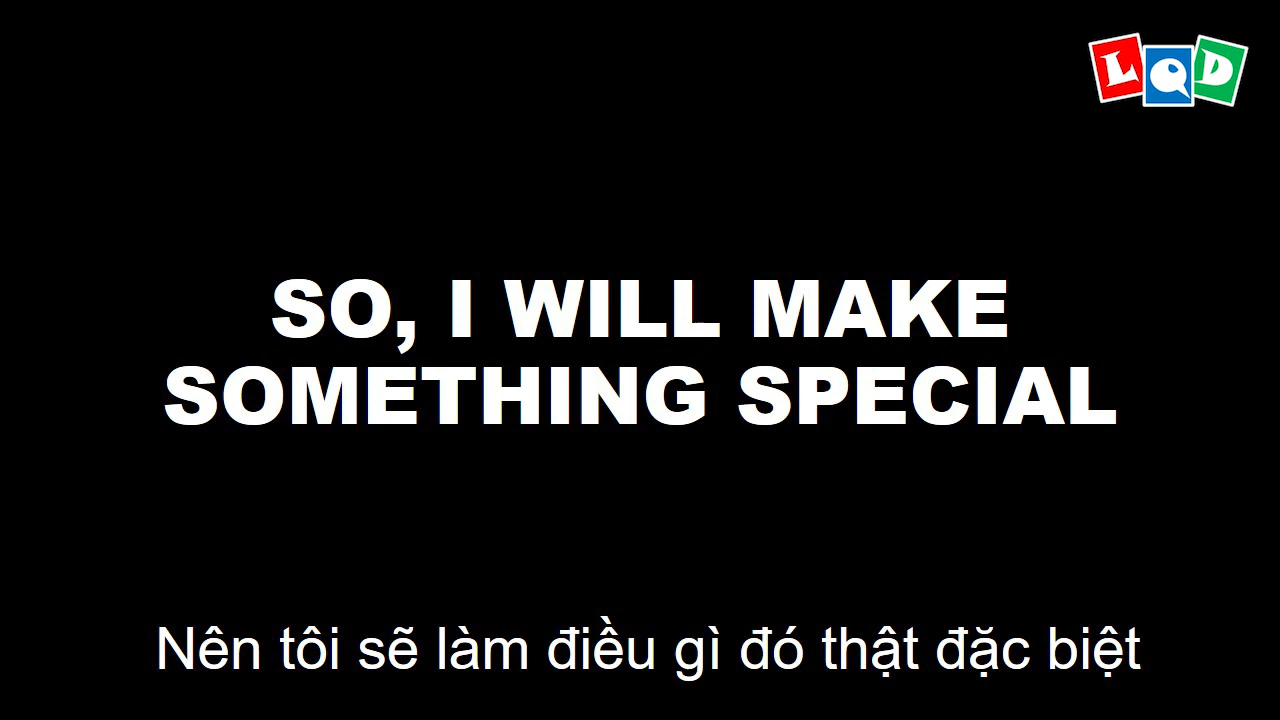 LQD
SO, I WILL MAKE
SOMETHING SPECIAL
Nên tôi sẽ làm điều gì đó thật đặc biệt